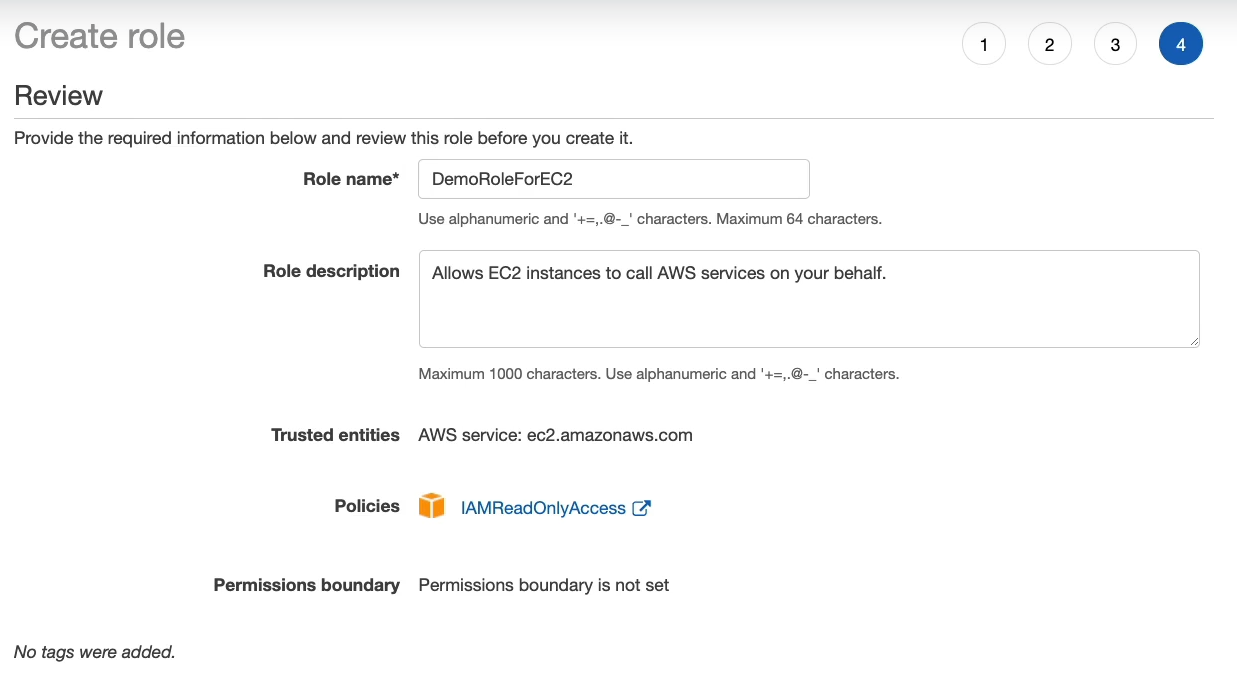 Create role
1 2 3 4
Review
Provide the required information below and review this role before you create it.
Role name* DemoRoleForEC2
Use alphanumeric and '+=,.@-_' characters. Maximum 64 characters.
Role description Allows EC2 instances to call AWS services on your behalf.
Maximum 1000 characters. Use alphanumeric and '+=,.@-_' characters.
Trusted entities AWS service: ec2.amazonaws.com
Policies IAMReadOnlyAccess
Permissions boundary Permissions boundary is not set
No tags were added.